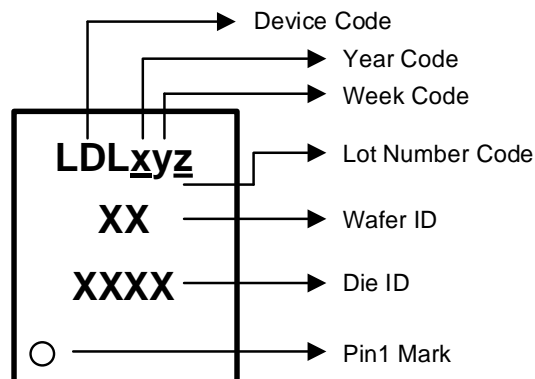 Device Code
Year Code
Week Code
LDLxyz
Lot Number Code
XX
Wafer ID
XXXX
Die ID
Pin1 Mark